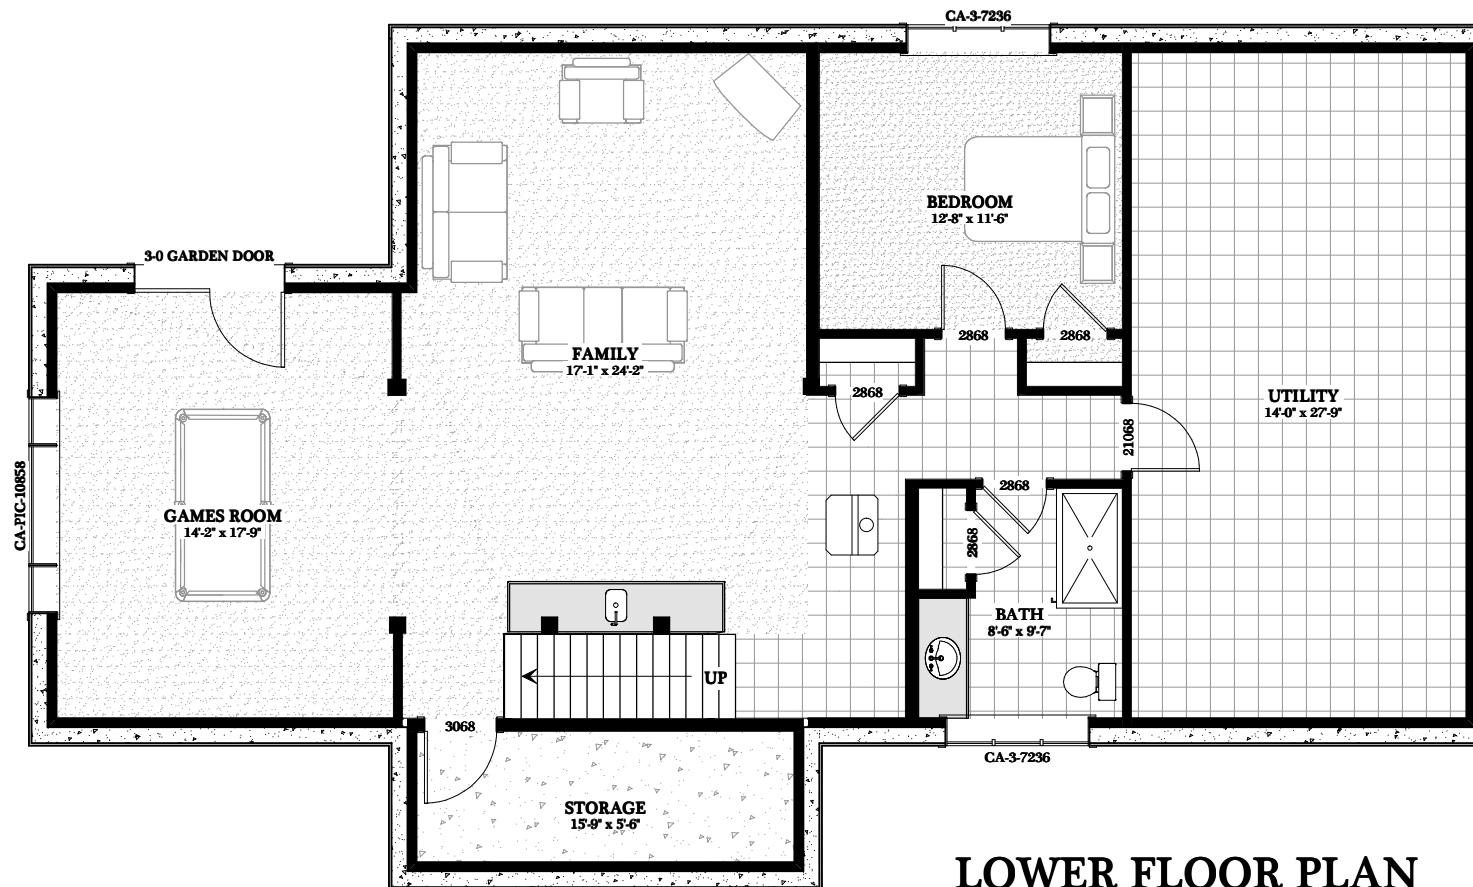 CA-3-7236
3-0 GARDEN DOOR
BEDROOM
12'-8" x 11'-6"
2868
2868
FAMILY
17'-1" x 24'-2"
2868
UTILITY
14'-0" x 27'-9"
21068
CA-PIC-10858
GAMES ROOM
14'-2" x 17'-9"
2868
2868
BATH
8'-6" x 9'-7"
UP
3068
CA-3-7236
STORAGE
15'-9" x 5'-6"
LOWER FLOOR PLAN